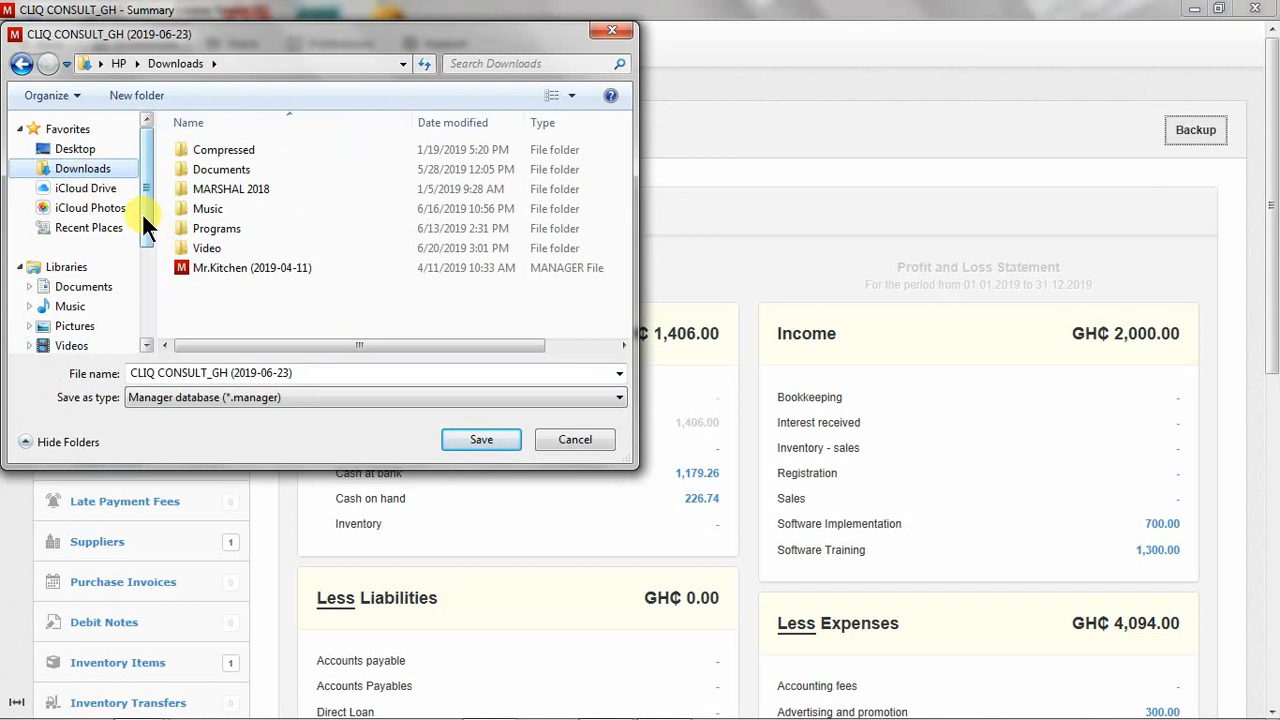 CLIQ CONSULT_GH - Summary
CLIQ CONSULT_GH (2019-06-23)
HP Downloads
Search Downloads
Organize
New folder
Favorites
Desktop
Downloads
iCloud Drive
iCloud Photos
Recent Places
Libraries
Documents
Music
Pictures
Videos
Name Date modified Type
Compressed 1/19/2019 5:20 PM File folder
Documents 5/28/2019 12:05 PM File folder
MARSHAL 2018 1/5/2019 9:28 AM File folder
Music 6/16/2019 10:56 PM File folder
Programs 6/13/2019 2:31 PM File folder
Video 6/20/2019 3:01 PM File folder
Mr.Kitchen (2019-04-11) 4/11/2019 10:33 AM MANAGER File
File name: CLIQ CONSULT_GH (2019-06-23)
Save as type: Manager database (*.manager)
Hide Folders
Save
Cancel
Backup
Late Payment Fees 0
Suppliers 1
Purchase Invoices 0
Debit Notes 0
Inventory Items 1
Inventory Transfers 0
₵ 1,406.00
-
1,406.00
-
Cash at bank 1,179.26
Cash on hand 226.74
Inventory -
Less Liabilities GH₵ 0.00
Accounts payable -
Accounts Payables -
Direct Loan -
Profit and Loss Statement
For the period from 01.01.2019 to 31.12.2019
Income GH₵ 2,000.00
Bookkeeping -
Interest received -
Inventory - sales -
Registration -
Sales -
Software Implementation 700.00
Software Training 1,300.00
Less Expenses GH₵ 4,094.00
Accounting fees -
Advertising and promotion 300.00